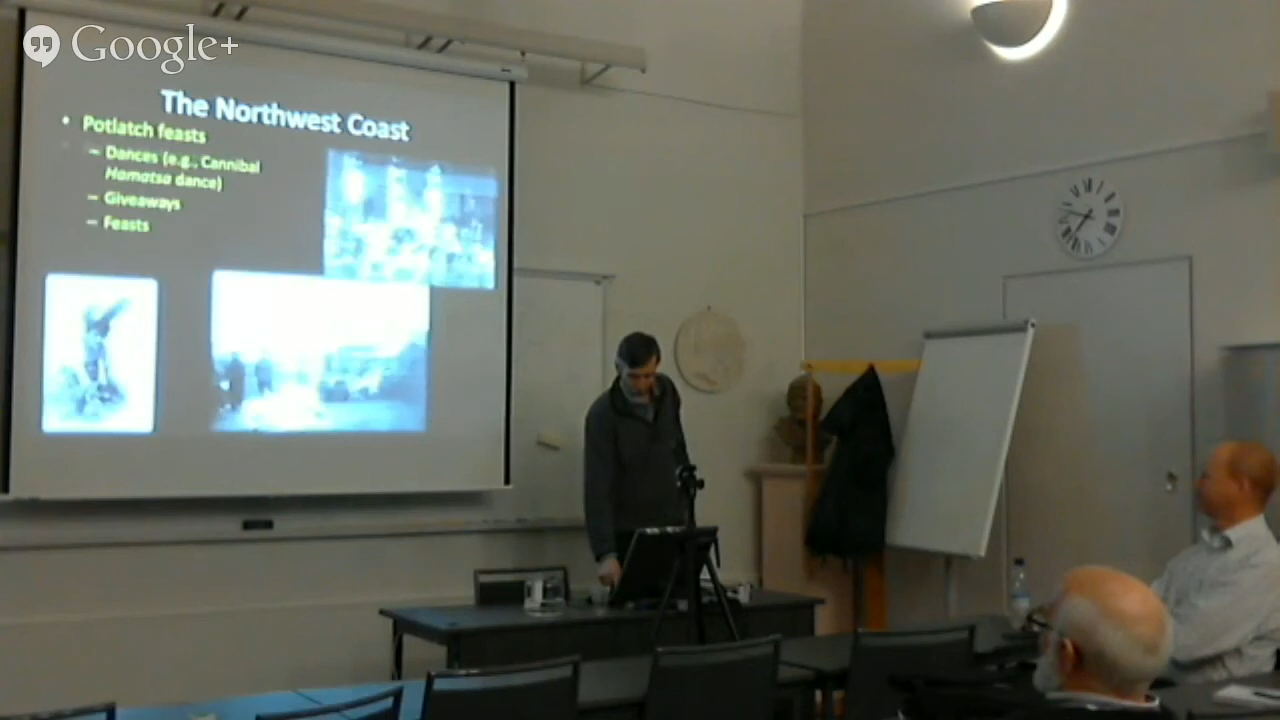 Google+
The Northwest Coast
• Potlatch feasts
– Dances (e.g., Cannibal
Hamatsa dance)
– Giveaways
– Feasts